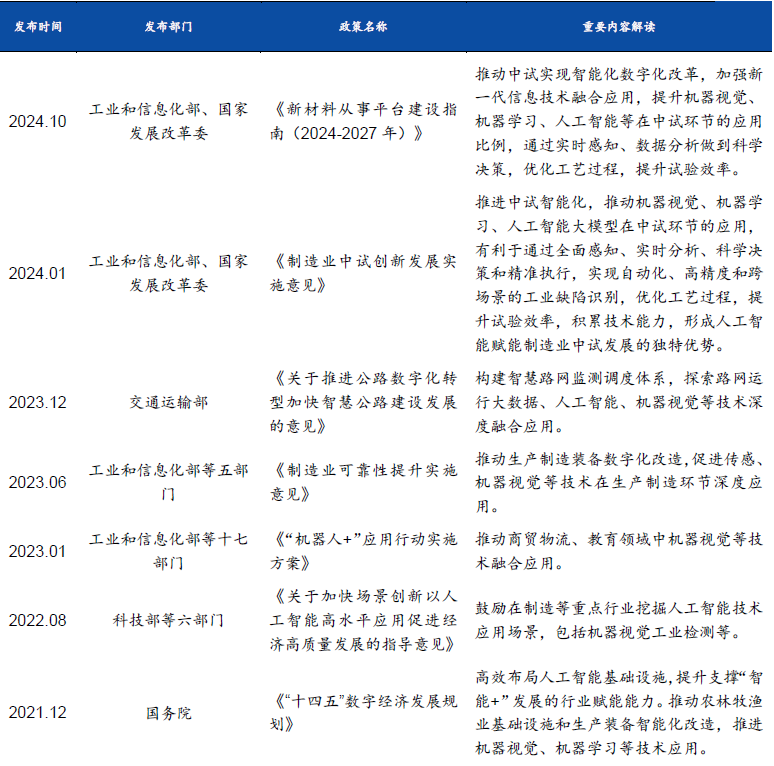 发布时间 发布部门 政策名称 重要内容解读
2024.10
工业和信息化部、国家
发展改革委
《新材料从事平台建设指
南（2024-2027 年）》
推动中试实现智能化数字化改革，加强新
一代信息技术融合应用，提升机器视觉、
机器学习、人工智能等在中试环节的应用
比例，通过实时感知、数据分析做到科学
决策，优化工艺过程，提升试验效率。
2024.01
工业和信息化部、国家
发展改革委
《制造业中试创新发展实
施意见》
推进中试智能化，推动机器视觉、机器学
习、人工智能大模型在中试环节的应用，
有利于通过全面感知、实时分析、科学决
策和精准执行，实现自动化、高精度和跨
场景的工业缺陷识别，优化工艺过程，提
升试验效率，积累技术能力，形成人工智
能赋能制造业中试发展的独特优势。
2023.12
交通运输部
《关于推进公路数字化转
型加快智慧公路建设发展
的意见》
构建智慧路网监测调度体系，探索路网运
行大数据、人工智能、机器视觉等技术深
度融合应用。
2023.06
工业和信息化部等五部
门
《制造业可靠性提升实施
意见》
推动生产制造装备数字化改造,促进传感、
机器视觉等技术在生产制造环节深度应
用。
2023.01
工业和信息化部等十七
部门
《“机器人+”应用行动实施
方案》
推动商贸物流、教育领域中机器视觉等技
术融合应用。
2022.08
科技部等六部门
《关于加快场景创新以人
工智能高水平应用促进经
济高质量发展的指导意见》
鼓励在制造等重点行业挖掘人工智能技术
应用场景，包括机器视觉工业检测等。
2021.12
国务院
《“十四五”数字经济发展规
划》
高效布局人工智能基础设施,提升支撑“智
能+”发展的行业赋能能力。推动农林牧渔
业基础设施和生产装备智能化改造，推进
机器视觉、机器学习等技术应用。